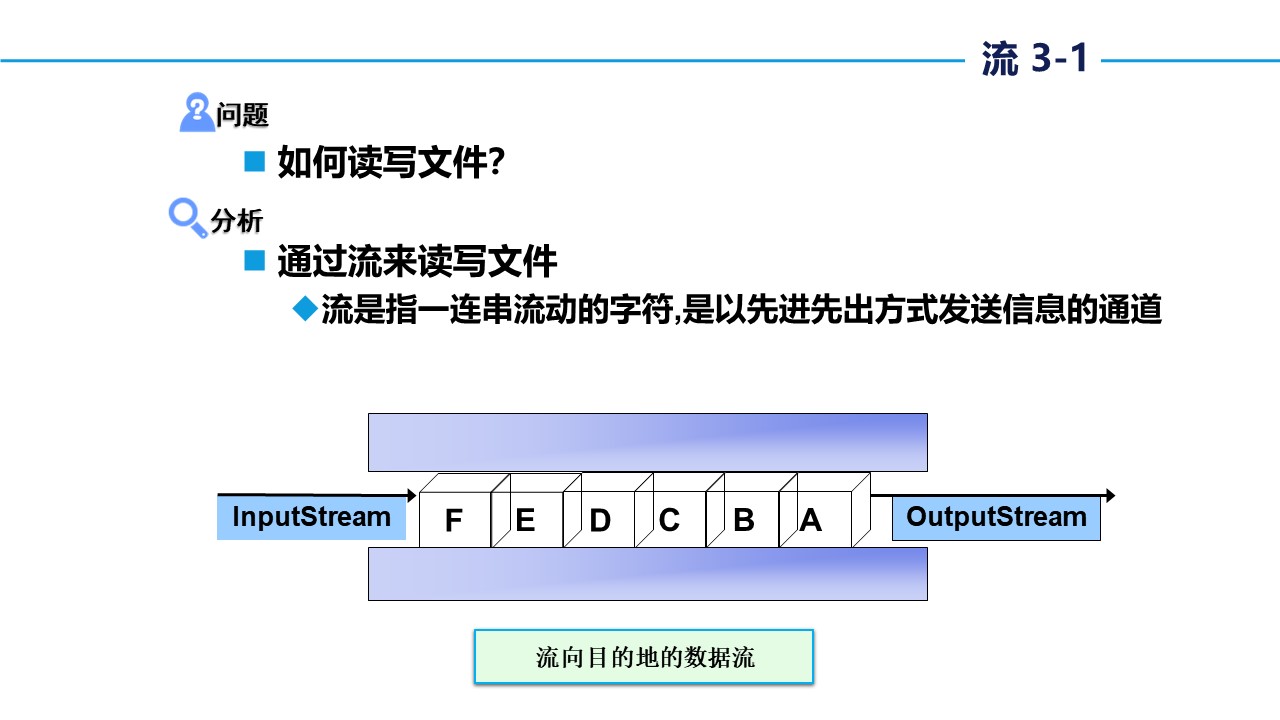 流 3-1
问题
如何读写文件？
分析
通过流来读写文件
流是指一连串流动的字符,是以先进先出方式发送信息的通道
InputStream F E D C B A OutputStream
流向目的地的数据流